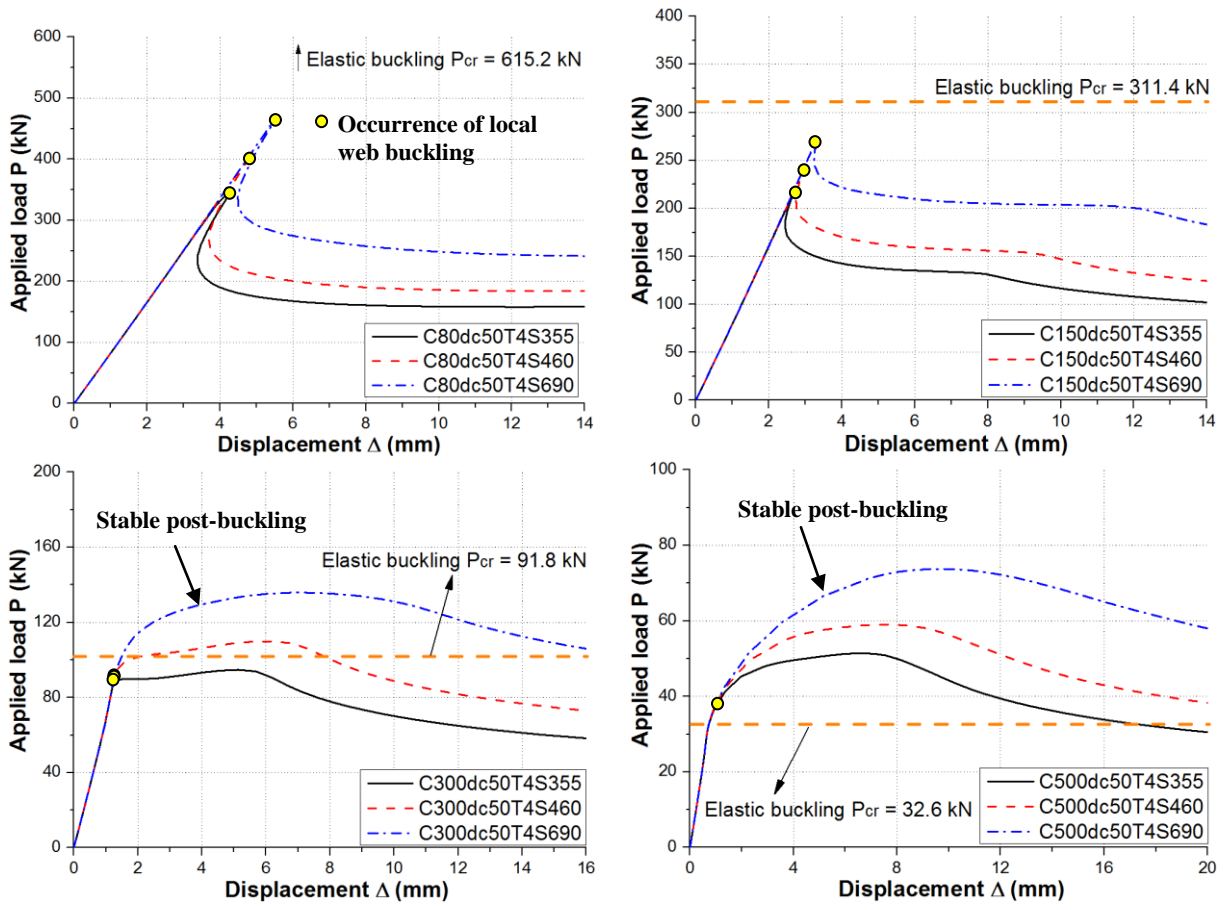 600
500
400
300
200
100
0
Applied load P (kN)
Elastic buckling Pcr = 615.2 kN
Occurrence of local
web buckling
C80dc50T4S355
C80dc50T4S460
C80dc50T4S690
0 2 4 6 8 10 12 14
Displacement Δ (mm)
400
350
300
250
200
150
100
50
0
Applied load P (kN)
Elastic buckling Pcr = 311.4 kN
C150dc50T4S355
C150dc50T4S460
C150dc50T4S690
0 2 4 6 8 10 12 14
Displacement Δ (mm)
200
160
120
80
40
0
Applied load P (kN)
Stable post-buckling
Elastic buckling Pcr = 91.8 kN
C300dc50T4S355
C300dc50T4S460
C300dc50T4S690
0 2 4 6 8 10 12 14 16
Displacement Δ (mm)
100
80
60
40
20
0
Applied load P (kN)
Stable post-buckling
Elastic buckling Pcr = 32.6 kN
C500dc50T4S355
C500dc50T4S460
C500dc50T4S690
0 4 8 12 16 20
Displacement Δ (mm)